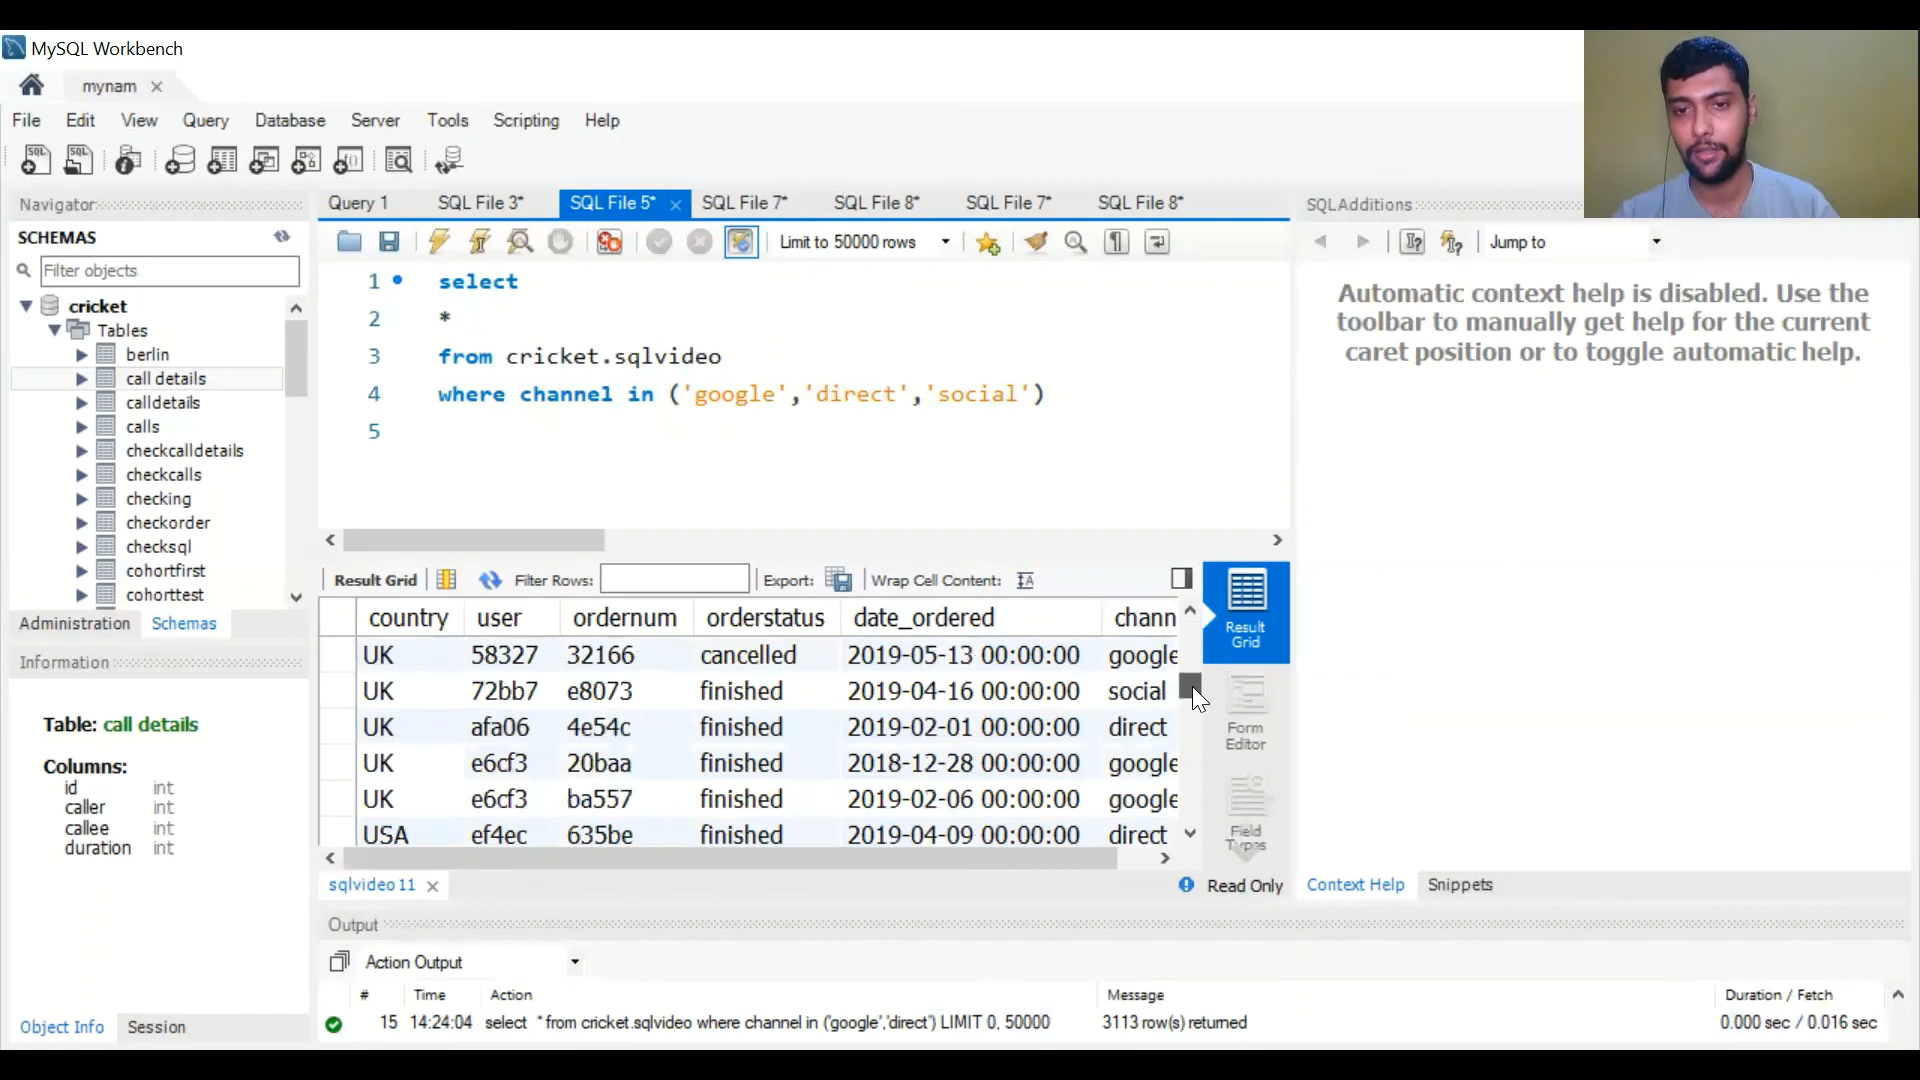 MySQL Workbench
mynam
File Edit View Query Database Server Tools Scripting Help
Navigator
SCHEMAS
Filter objects
cricket
Tables
berlin
call details
calldetails
calls
checkcalldetails
checkcalls
checking
checkorder
checksql
cohortfirst
cohorttest
Administration Schemas
Information
Table: call details
Columns:
id int
caller int
callee int
duration int
Object Info Session
Query 1 SQL File 3* SQL File 5* SQL File 7* SQL File 8* SQL File 7* SQL File 8*
Limit to 50000 rows
1 select
2 *
3 from cricket.sqlvideo
4 where channel in ('google','direct','social')
5
Result Grid Filter Rows: Export: Wrap Cell Content:
country user ordernum orderstatus date_ordered chann
UK 58327 32166 cancelled 2019-05-13 00:00:00 google
UK 72bb7 e8073 finished 2019-04-16 00:00:00 social
UK afa06 4e54c finished 2019-02-01 00:00:00 direct
UK e6cf3 20baa finished 2018-12-28 00:00:00 google
UK e6cf3 ba557 finished 2019-02-06 00:00:00 google
USA ef4ec 635be finished 2019-04-09 00:00:00 direct
Result
Grid
Form
Editor
Field
Types
sqlvideo 11
Read Only
SQLAdditions
Jump to
Automatic context help is disabled. Use the
toolbar to manually get help for the current
caret position or to toggle automatic help.
Context Help Snippets
Output
Action Output
# Time Action Message Duration / Fetch
15 14:24:04 select * from cricket.sqlvideo where channel in ('google','direct') LIMIT 0, 50000 3113 row(s) returned 0.000 sec / 0.016 sec